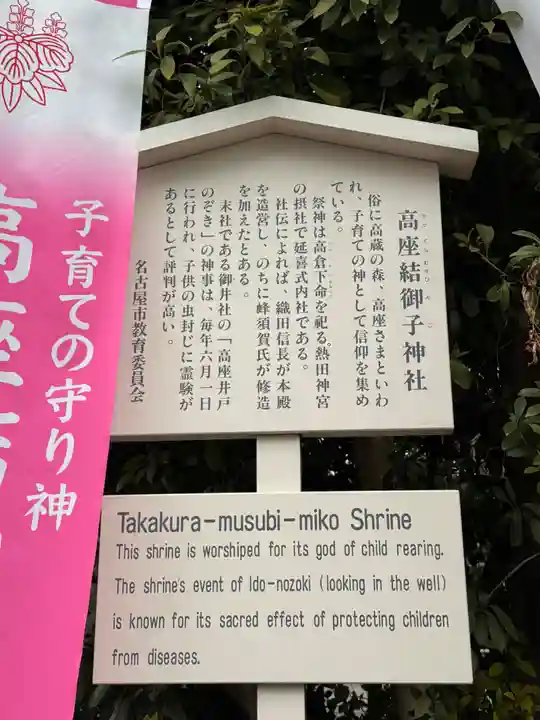 高座結御子神社
俗に高蔵の森、高座さまといわ
れ、子育ての神として信仰を集め
ている。
祭神は高倉下命を祀る熱田神宮
の摂社で延喜式内社である。
社伝によれば、織田信長が本殿
を造営し、のちに蜂須賀氏が修造
を加えたとある。
末社である御井社の「高座井戸
のぞき」の神事は、毎年六月一日
に行われ、子供の虫封じに霊験が
あるとして評判が高い。
名古屋市教育委員会
子育ての守り神
高座
Takakura-musubi-miko Shrine
This shrine is worshiped for its god of child rearing.
The shrine's event of Ido-nozoki (looking in the well)
is known for its sacred effect of protecting children
from diseases.